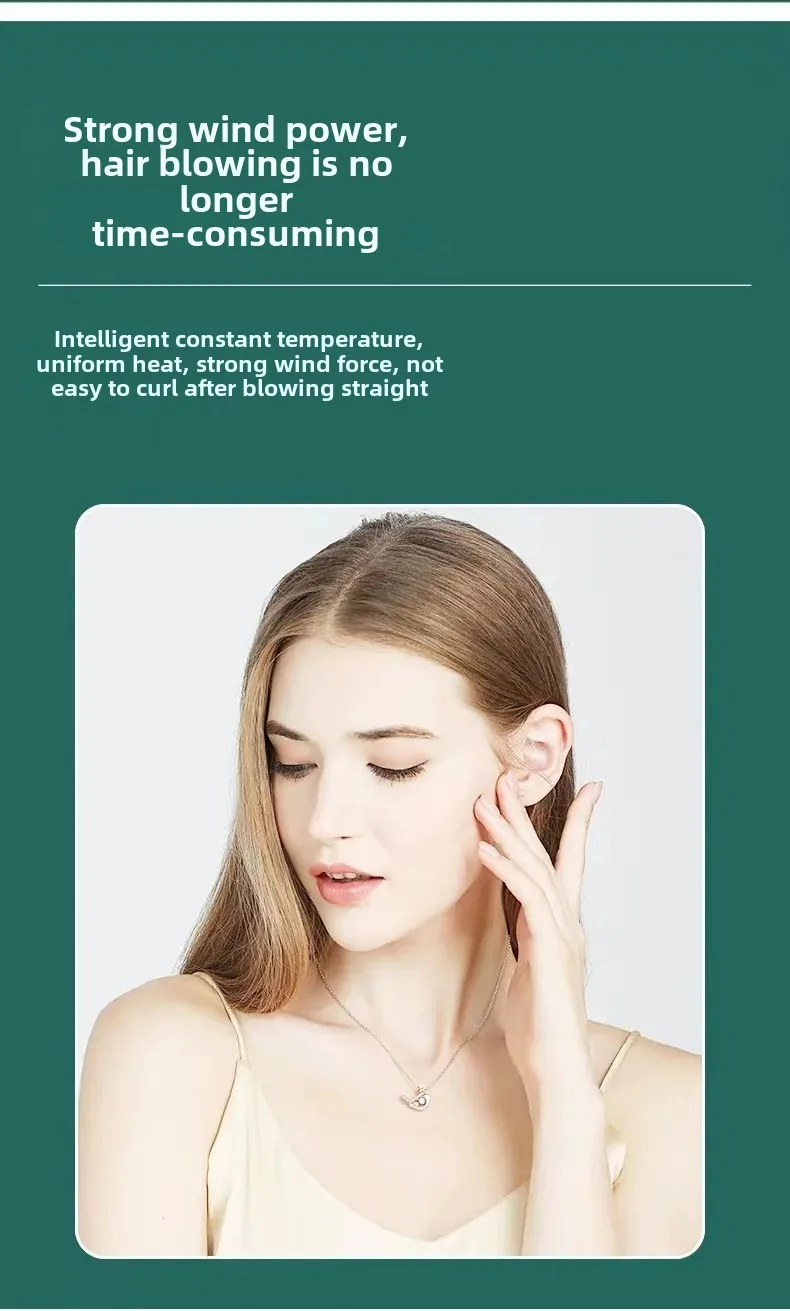 Strong wind power,
hair blowing is no
longer
time-consuming
Intelligent constant temperature,
uniform heat, strong wind force, not
easy to curl after blowing straight